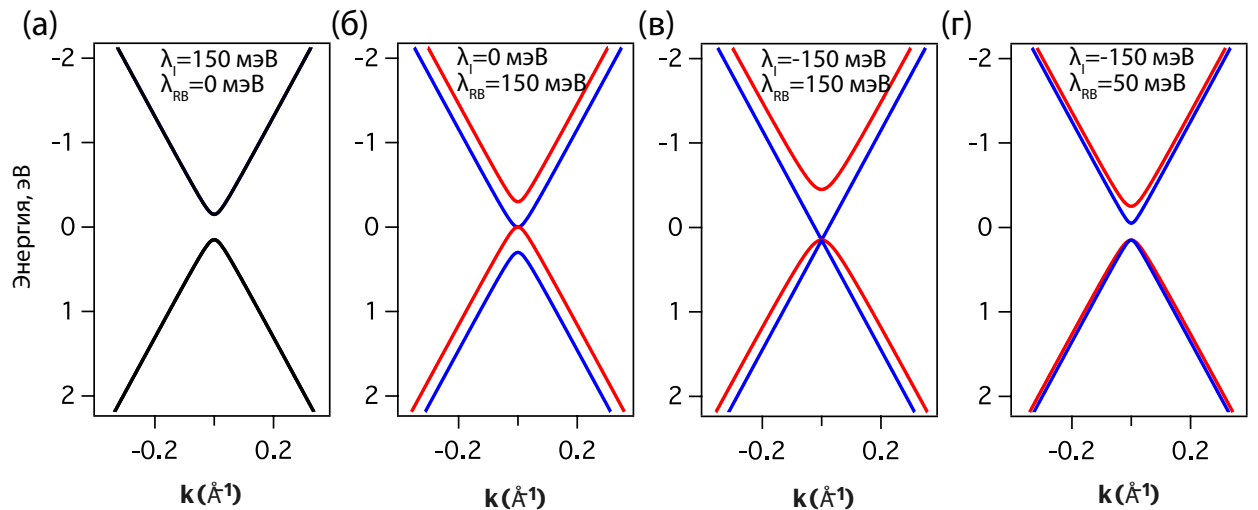 (а)
(б)
(в)
(г)
λI=150 мэВ
λRB=0 мэВ
λI=0 мэВ
λRB=150 мэВ
λI=-150 мэВ
λRB=150 мэВ
λI=-150 мэВ
λRB=50 мэВ
Энергия, эВ
-2
-1
0
1
2
-2
-1
0
1
2
-2
-1
0
1
2
-2
-1
0
1
2
-0.2
0.2
-0.2
0.2
-0.2
0.2
-0.2
0.2
k(Å-1)
k(Å-1)
k(Å-1)
k(Å-1)